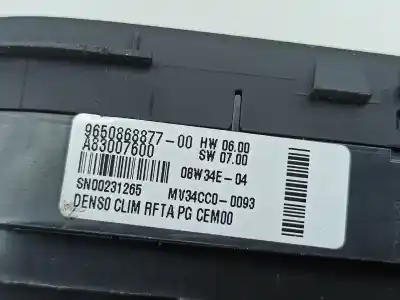 9650868877-00 HW 06.00
A83007600 SW 07.00
08W34E-04
SN00231265 MV34CC0-0093
DENSO CLIM RFTA PG CEM00